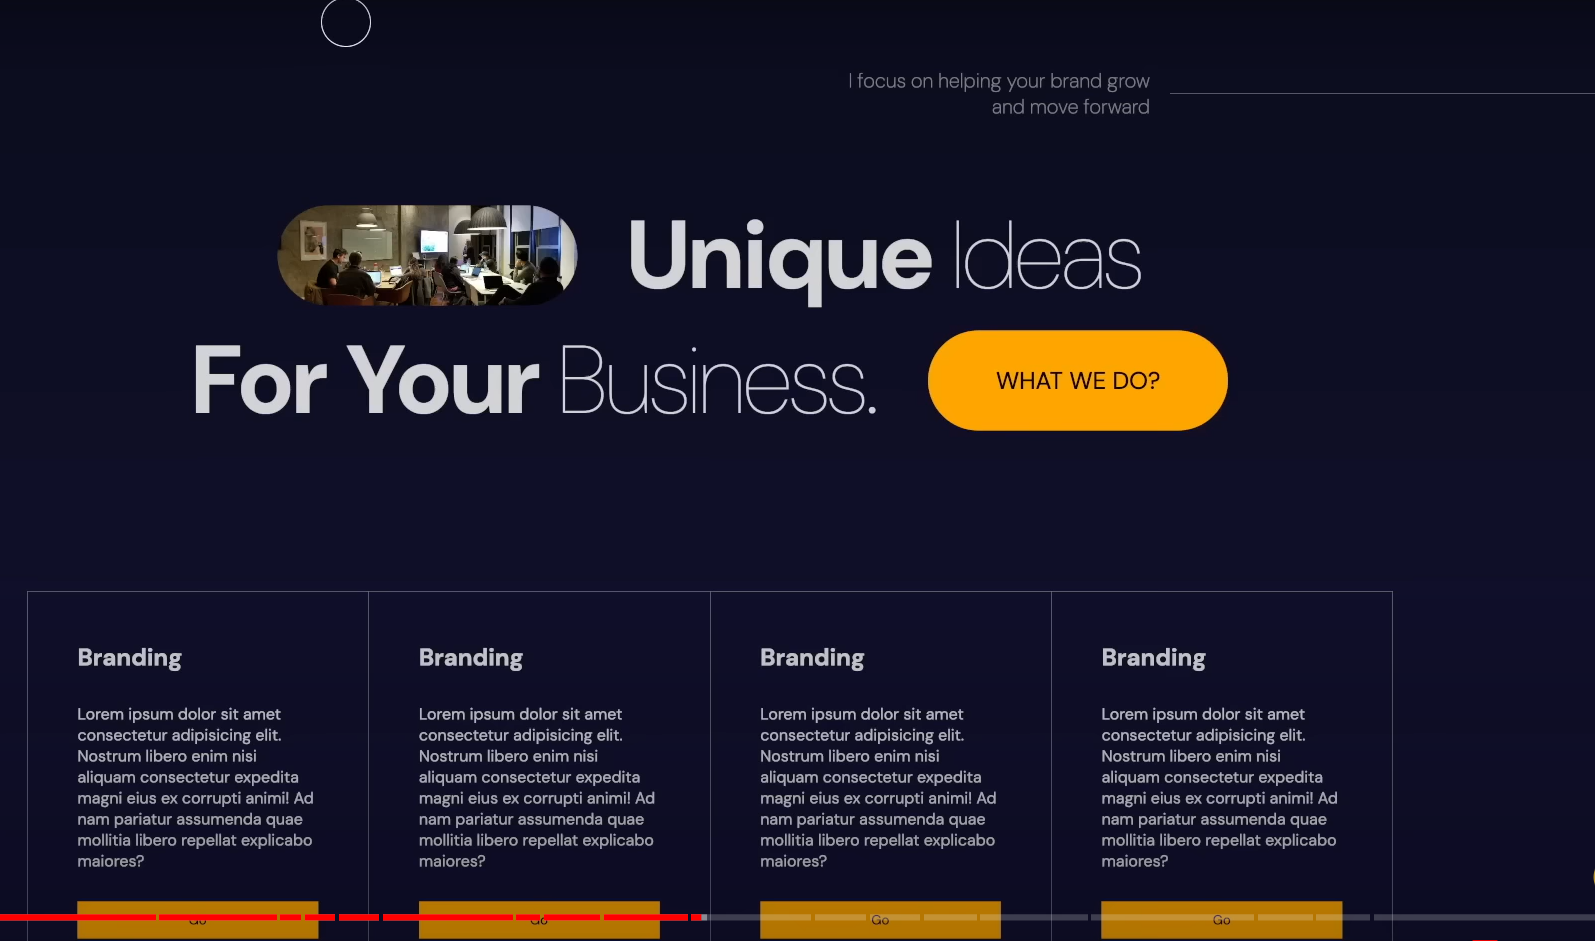 I focus on helping your brand grow
and move forward
Unique Ideas
For Your Business.
WHAT WE DO?
Branding
Lorem ipsum dolor sit amet
consectetur adipisicing elit.
Nostrum libero enim nisi
aliquam consectetur expedita
magni eius ex corrupti animi! Ad
nam pariatur assumenda quae
mollitia libero repellat explicabo
maiores?
Go
Branding
Lorem ipsum dolor sit amet
consectetur adipisicing elit.
Nostrum libero enim nisi
aliquam consectetur expedita
magni eius ex corrupti animi! Ad
nam pariatur assumenda quae
mollitia libero repellat explicabo
maiores?
Go
Branding
Lorem ipsum dolor sit amet
consectetur adipisicing elit.
Nostrum libero enim nisi
aliquam consectetur expedita
magni eius ex corrupti animi! Ad
nam pariatur assumenda quae
mollitia libero repellat explicabo
maiores?
Go
Branding
Lorem ipsum dolor sit amet
consectetur adipisicing elit.
Nostrum libero enim nisi
aliquam consectetur expedita
magni eius ex corrupti animi! Ad
nam pariatur assumenda quae
mollitia libero repellat explicabo
maiores?
Go